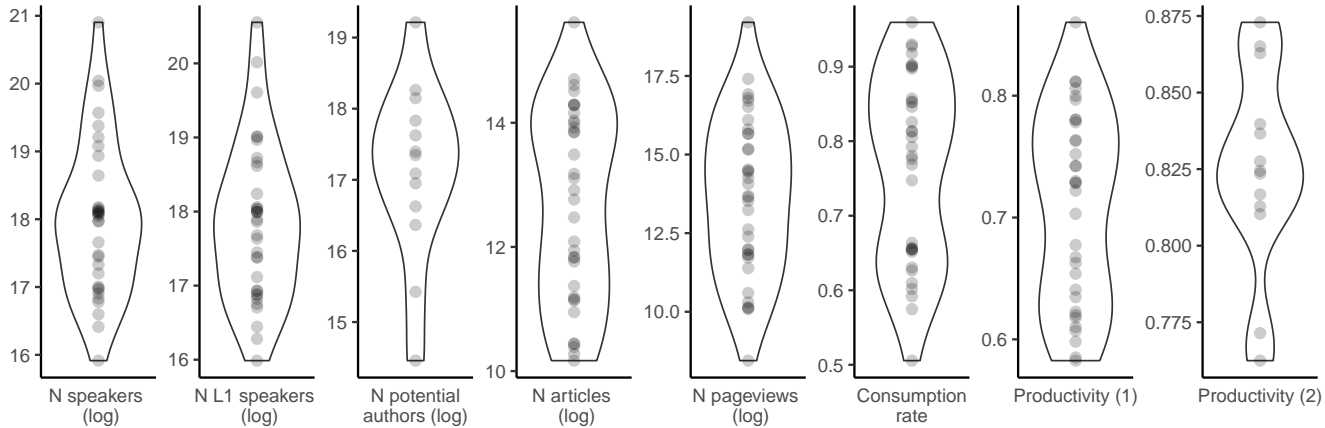 21
20
19
18
17
16
N speakers
(log)
20
19
18
17
16
N L1 speakers
(log)
19
18
17
16
15
N potential
authors (log)
14
12
10
N articles
(log)
17.5
15.0
12.5
10.0
N pageviews
(log)
0.9
0.8
0.7
0.6
0.5
Consumption
rate
0.8
0.7
0.6
Productivity (1)
0.875
0.850
0.825
0.800
0.775
Productivity (2)